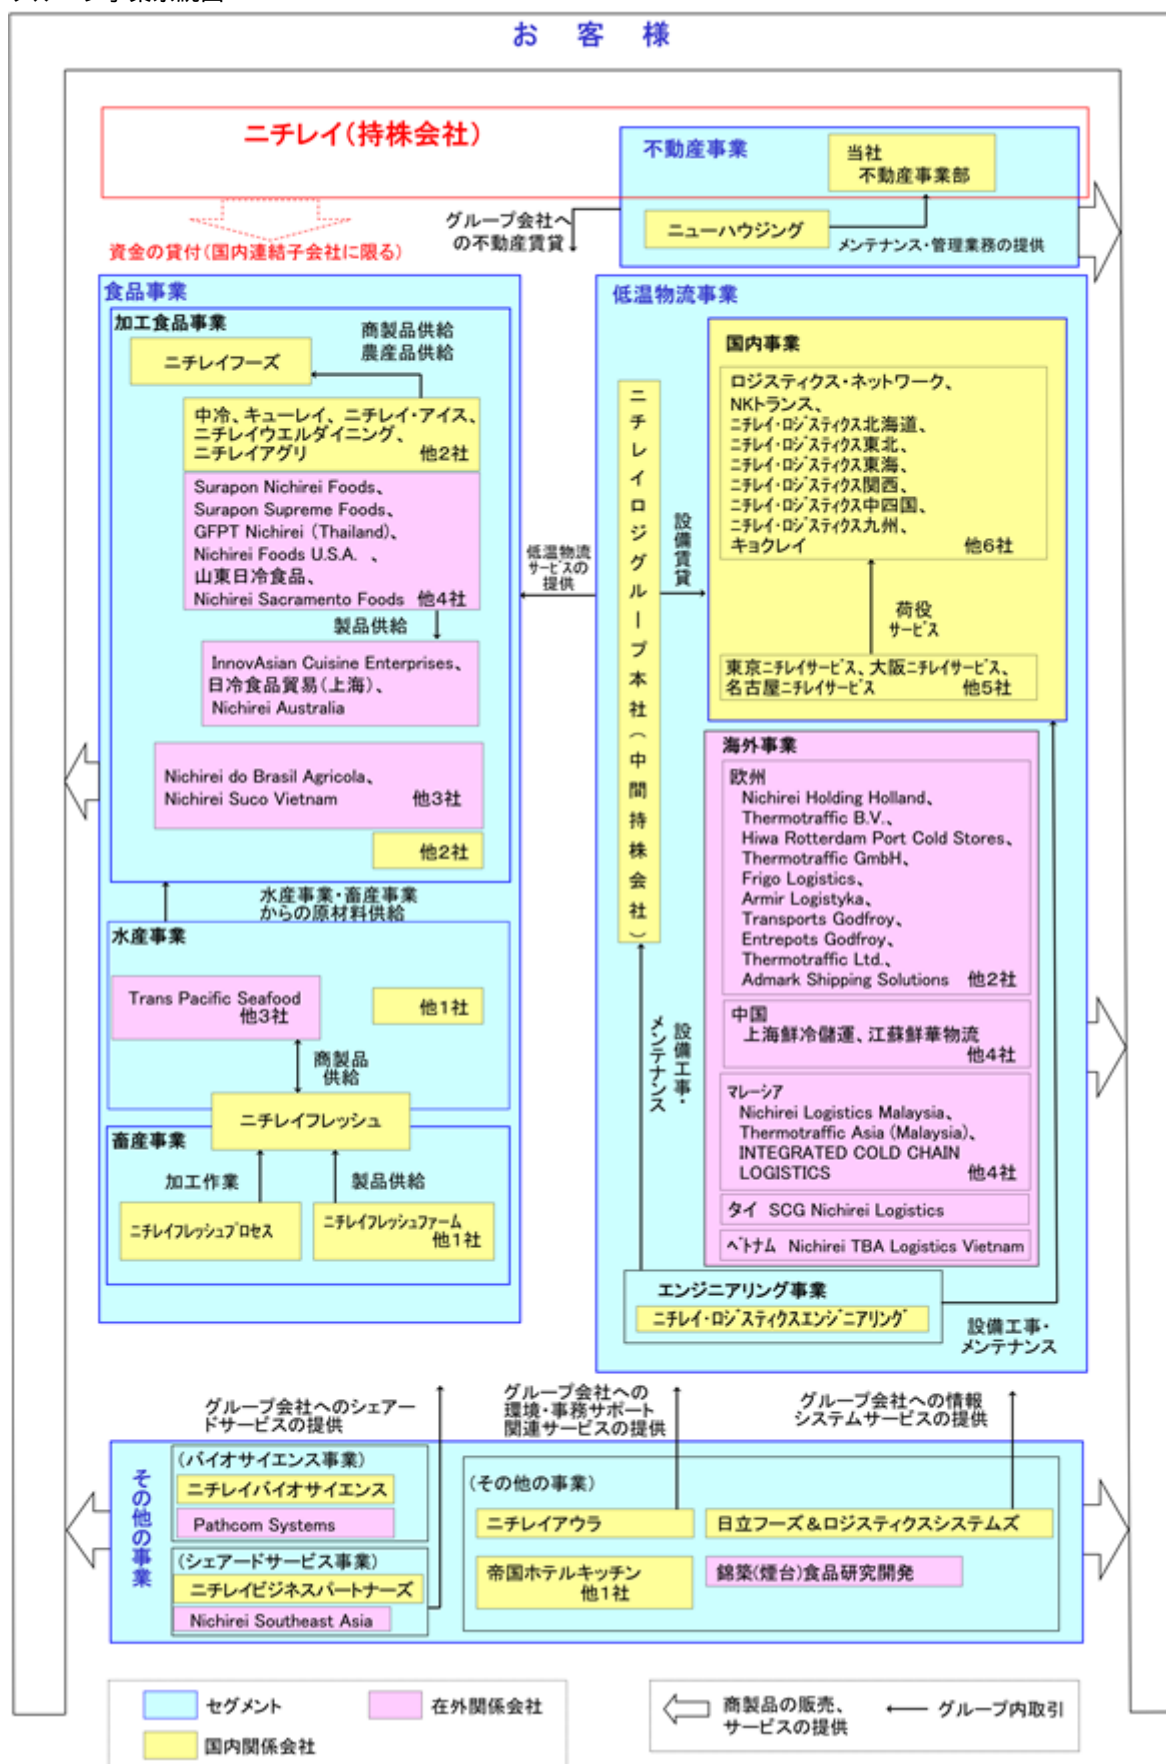 お 客 様
ニチレイ(持株会社)
不動産事業
当社
不動産事業部
ニューハウジング
メンテナンス・管理業務の提供
グループ会社へ
の不動産賃貸
資金の貸付(国内連結子会社に限る)
食品事業
加工食品事業
ニチレイフーズ
商製品供給
農産品供給
中冷、キューレイ、ニチレイ・アイス、
ニチレイウエルダイニング、
ニチレイアグリ 他2社
Surapon Nichirei Foods、
Surapon Supreme Foods、
GFPT Nichirei (Thailand)、
Nichirei Foods U.S.A. 、
山東日冷食品、
Nichirei Sacramento Foods 他4社
製品供給
InnovAsian Cuisine Enterprises、
日冷食品貿易(上海)、
Nichirei Australia
Nichirei do Brasil Agricola、
Nichirei Suco Vietnam 他3社
他2社
水産事業・畜産事業
からの原材料供給
水産事業
Trans Pacific Seafood
他3社
他1社
商製品
供給
ニチレイフレッシュ
畜産事業
加工作業
製品供給
ニチレイフレッシュプロセス
ニチレイフレッシュファーム
他1社
低温物流
サービスの
提供
低温物流事業
ニチレイロジグループ本社(中間持株会社)
設備賃貸
国内事業
ロジスティクス・ネットワーク、
NKトランス、
ニチレイ・ロジスティクス北海道、
ニチレイ・ロジスティクス東北、
ニチレイ・ロジスティクス東海、
ニチレイ・ロジスティクス関西、
ニチレイ・ロジスティクス中四国、
ニチレイ・ロジスティクス九州、
キョクレイ 他6社
荷役
サービス
東京ニチレイサービス、大阪ニチレイサービス、
名古屋ニチレイサービス 他5社
海外事業
欧州
Nichirei Holding Holland、
Thermotraffic B.V.、
Hiwa Rotterdam Port Cold Stores、
Thermotraffic GmbH、
Frigo Logistics、
Armir Logistyka、
Transports Godfroy、
Entrepots Godfroy、
Thermotraffic Ltd.、
Admark Shipping Solutions 他2社
中国
上海鮮冷儲運、江蘇鮮華物流
他4社
マレーシア
Nichirei Logistics Malaysia、
Thermotraffic Asia (Malaysia)、
INTEGRATED COLD CHAIN
LOGISTICS 他4社
タイ SCG Nichirei Logistics
ベトナム Nichirei TBA Logistics Vietnam
設備工事・
メンテナンス
エンジニアリング事業
ニチレイ・ロジスティクスエンジニアリング
設備工事・
メンテナンス
グループ会社へのシェアー
ドサービスの提供
グループ会社への
環境・事務サポート
関連サービスの提供
グループ会社への情報
システムサービスの提供
その他の事業
(バイオサイエンス事業)
ニチレイバイオサイエンス
Pathcom Systems
(シェアードサービス事業)
ニチレイビジネスパートナーズ
Nichirei Southeast Asia
(その他の事業)
ニチレイアウラ
日立フーズ&ロジスティクスシステムズ
帝国ホテルキッチン
他1社
錦築(煙台)食品研究開発
セグメント
在外関係会社
国内関係会社
商製品の販売、
サービスの提供
グループ内取引